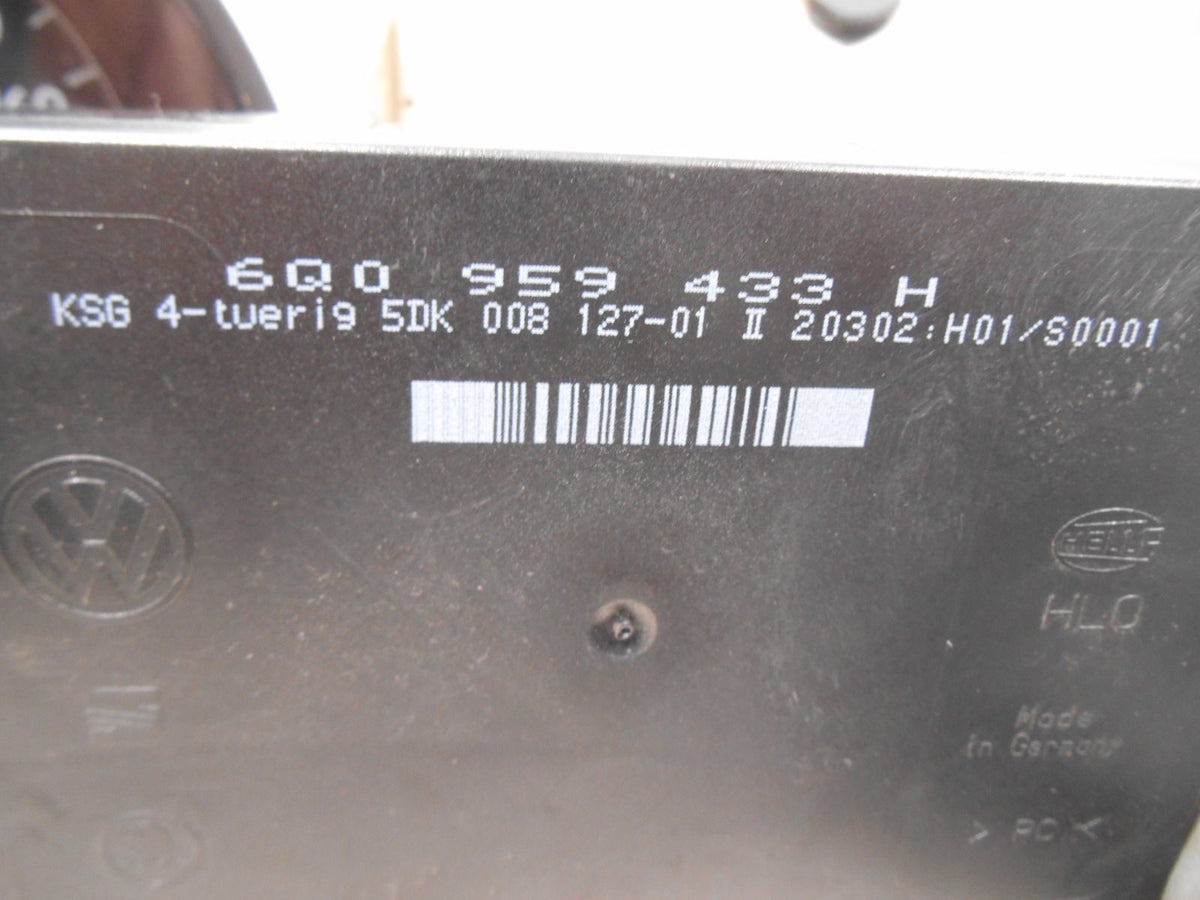 6Q0 959 433 H
KSG 4-tuerig 5DK 008 127-01 II 20302:H01/S0001
HELLA
HLO
Made
in Germany
> PC <